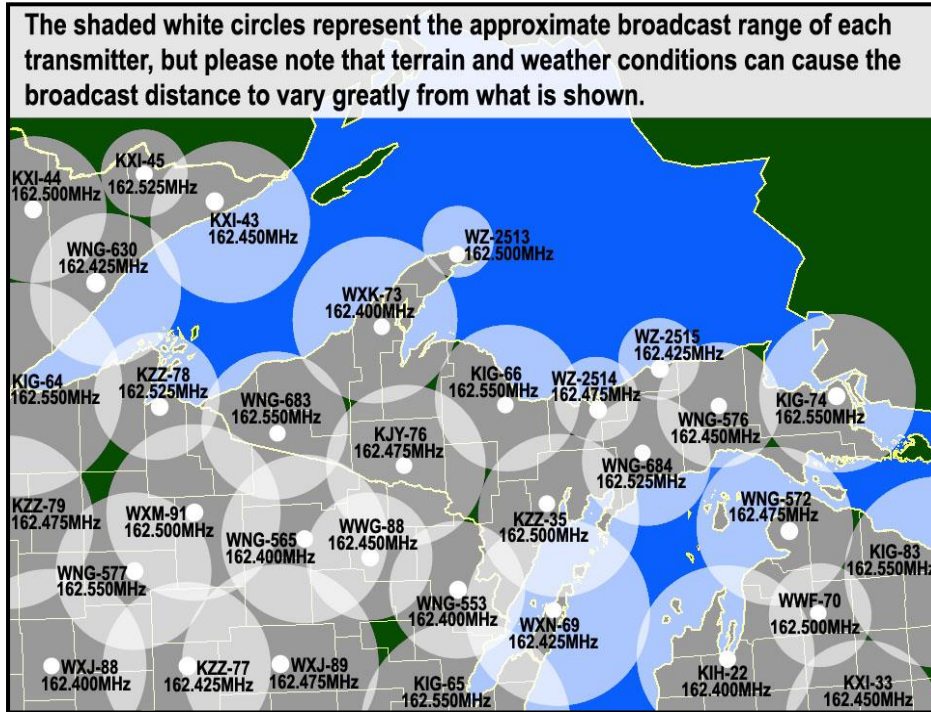 The shaded white circles represent the approximate broadcast range of each
transmitter, but please note that terrain and weather conditions can cause the
broadcast distance to vary greatly from what is shown.
KXI-45
162.525MHz
KXI-44
162.500MHz
KXI-43
162.450MHz
WNG-630
162.425MHz
WZ-2513
162.500MHz
WXK-73
162.400MHz
WZ-2515
162.425MHz
KIG-64
162.550MHz
KZZ-78
162.525MHz
KIG-66
162.550MHz
WZ-2514
162.475MHz
WNG-683
162.550MHz
WNG-576
162.450MHz
KIG-74
162.550MHz
KJY-76
162.475MHz
WNG-684
162.525MHz
KZZ-79
162.475MHz
WXM-91
162.500MHz
KZZ-35
162.500MHz
WNG-572
162.475MHz
WNG-565
162.400MHz
WWG-88
162.450MHz
KIG-83
162.550MHz
WNG-577
162.550MHz
WNG-553
162.400MHz
WWF-70
162.500MHz
WXN-69
162.425MHz
WXJ-88
162.400MHz
KZZ-77
162.425MHz
WXJ-89
162.475MHz
KIH-22
162.400MHz
KIG-65
162.550MHz
KXI-33
162.450MHz